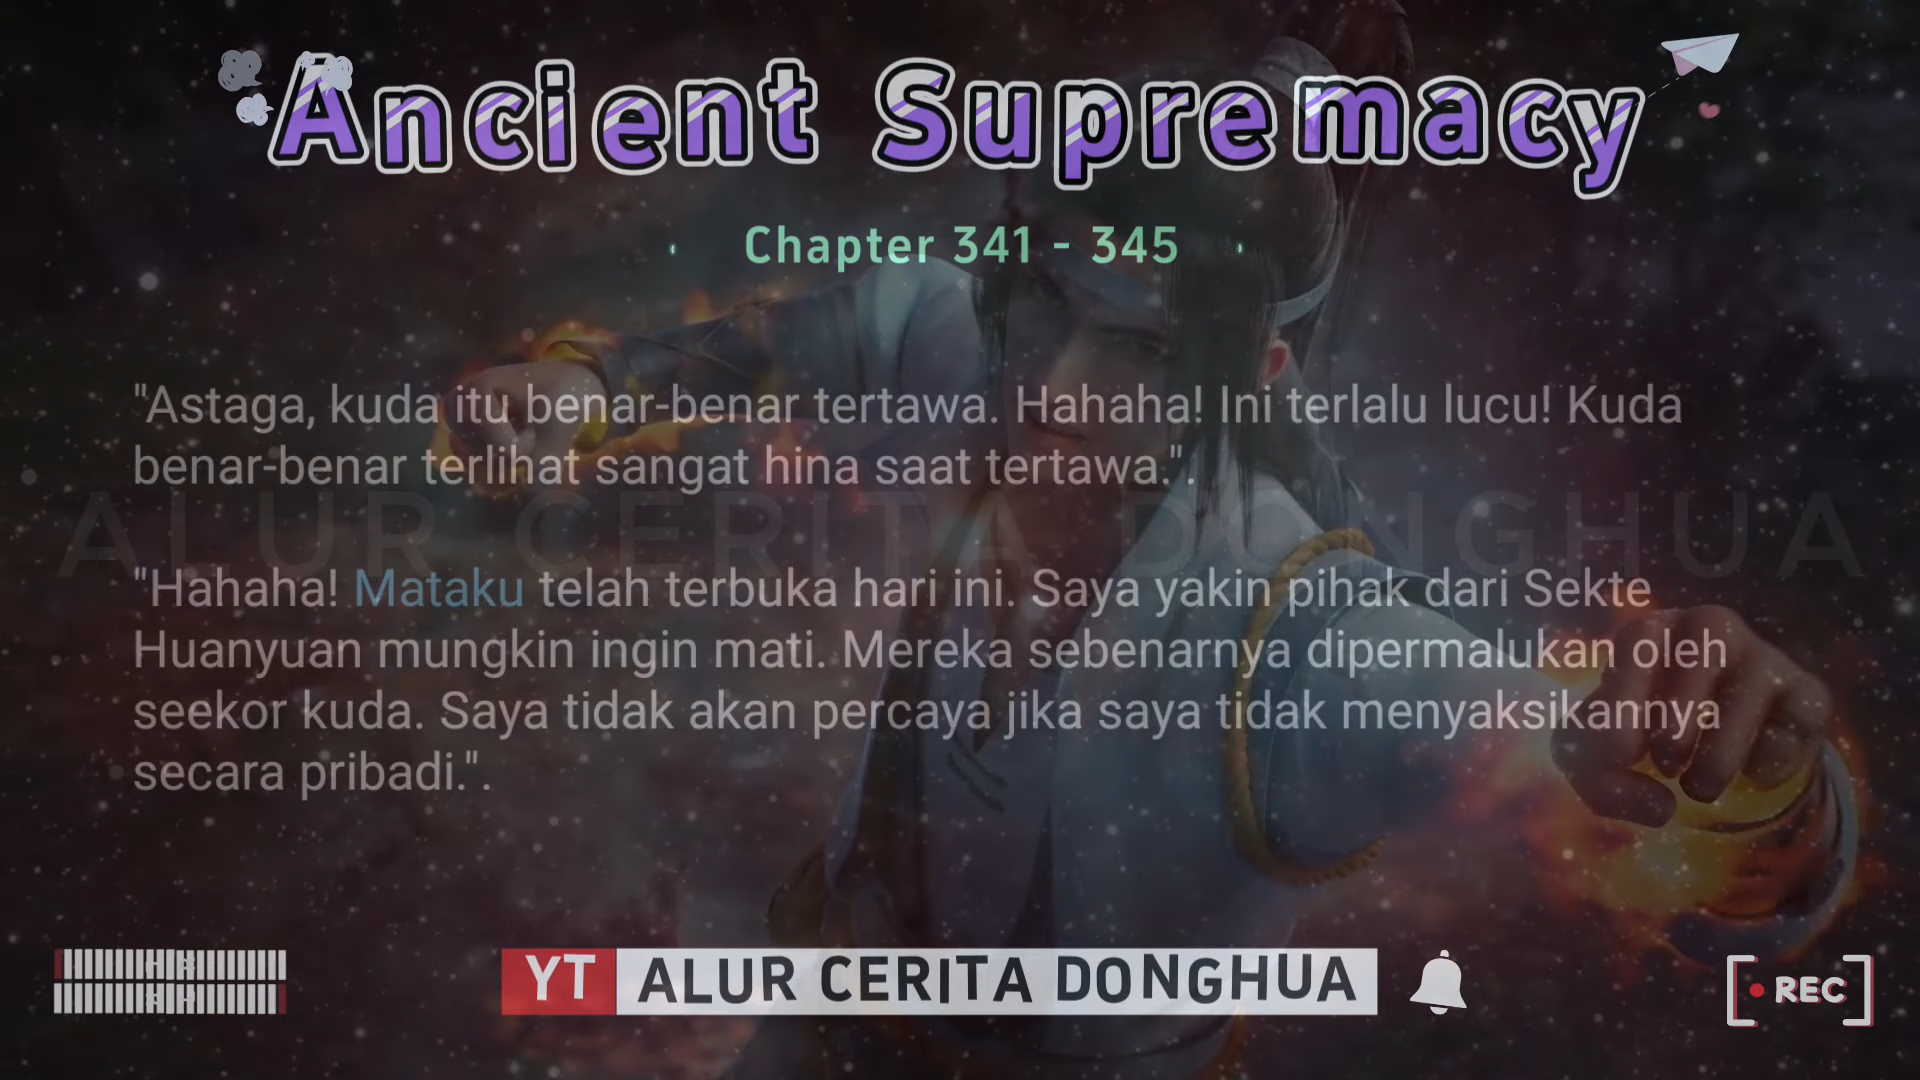 Ancient Supremacy
Chapter 341 - 345
"Astaga, kuda itu benar-benar tertawa. Hahaha! Ini terlalu lucu! Kuda
benar-benar terlihat sangat hina saat tertawa.".
ALUR CERITA DONGHUA
"Hahaha! Mataku telah terbuka hari ini. Saya yakin pihak dari Sekte
Huanyuan mungkin ingin mati. Mereka sebenarnya dipermalukan oleh
seekor kuda. Saya tidak akan percaya jika saya tidak menyaksikannya
secara pribadi.".
YT ALUR CERITA DONGHUA
REC